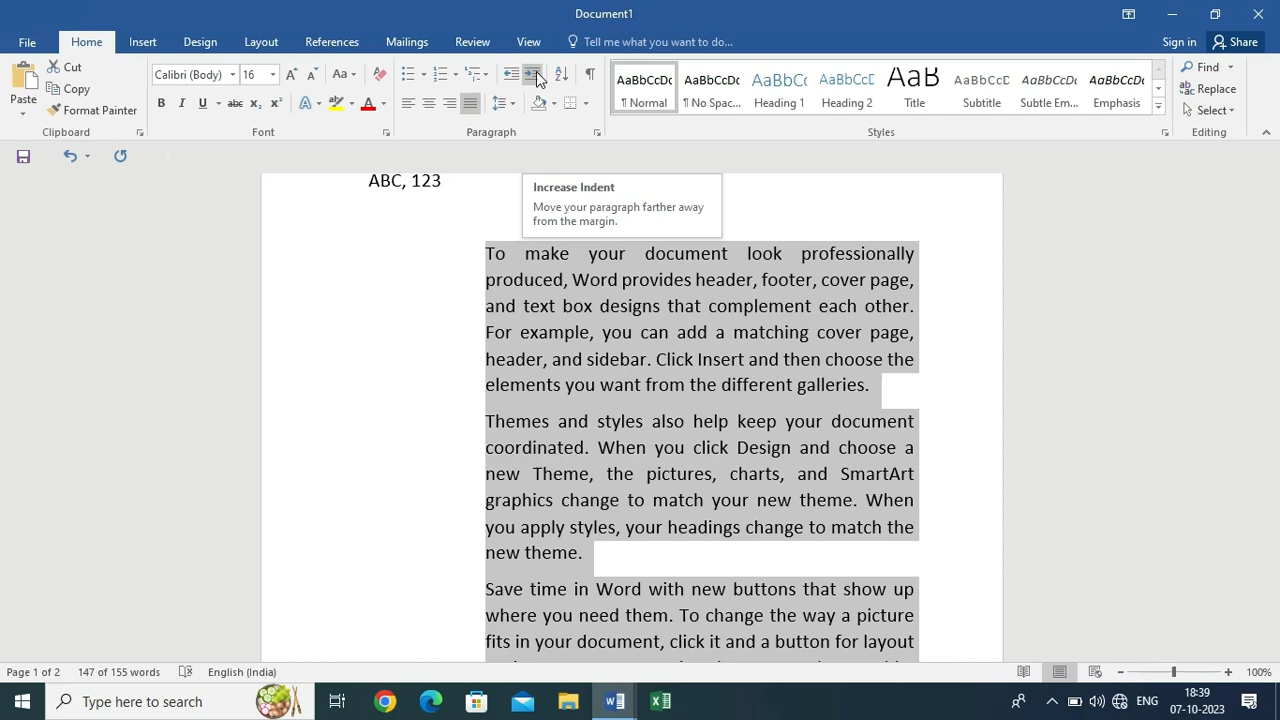 Document1
File Home Insert Design Layout References Mailings Review View Tell me what you want to do... Sign in Share
Paste
Cut
Copy
Format Painter
Clipboard
Calibri (Body) 16 Aa
B I U abc X₂ X² A A
Font
Paragraph
AaBbCcDc AaBbCcDc AaBbCc AaBbCcC AaB AaBbCcD AaBbCcDc AaBbCcDc
¶ Normal ¶ No Spac... Heading Heading 2 Title Subtitle Subtle Em... Emphasis
Styles
Find
Replace
Select
Editing
ABC, 123
Increase Indent
Move your paragraph farther away
from the margin.
To make your document look professionally
produced, Word provides header, footer, cover page,
and text box designs that complement each other.
For example, you can add a matching cover page,
header, and sidebar. Click Insert and then choose the
elements you want from the different galleries.
Themes and styles also help keep your document
coordinated. When you click Design and choose a
new Theme, the pictures, charts, and SmartArt
graphics change to match your new theme. When
you apply styles, your headings change to match the
new theme.
Save time in Word with new buttons that show up
where you need them. To change the way a picture
fits in your document, click it and a button for layout
Page 1 of 2 147 of 155 words English (India) 100%
Type here to search
ENG
18:39
07-10-2023